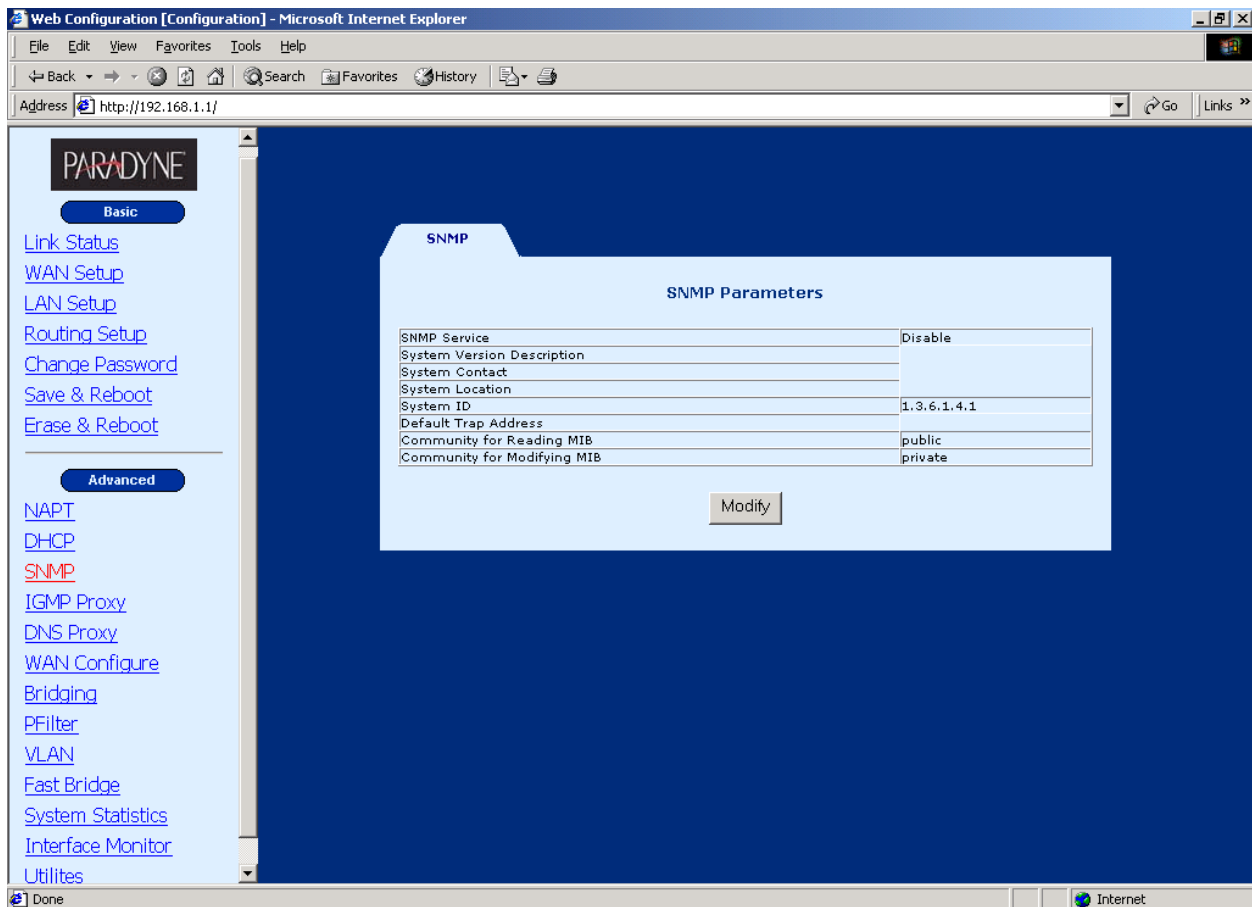 Web Configuration [Configuration] - Microsoft Internet Explorer
File Edit View Favorites Tools Help
Back Search Favorites History
Address http://192.168.1.1/ Go Links »
PARADYNE
Basic
Link Status
WAN Setup
LAN Setup
Routing Setup
Change Password
Save & Reboot
Erase & Reboot
Advanced
NAPT
DHCP
SNMP
IGMP Proxy
DNS Proxy
WAN Configure
Bridging
PFilter
VLAN
Fast Bridge
System Statistics
Interface Monitor
Utilites
SNMP
SNMP Parameters
SNMP Service Disable
System Version Description
System Contact
System Location
System ID 1.3.6.1.4.1
Default Trap Address
Community for Reading MIB public
Community for Modifying MIB private
Modify
Done Internet